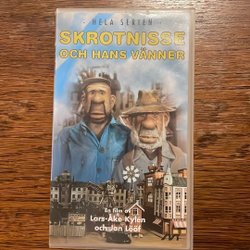 HELA SERIEN
SKROTNISSE
OCH HANS VÄNNER
En film av
Lars-Åke Kylén
och Jan Lööf